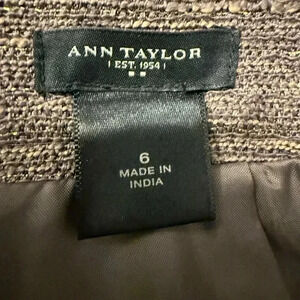 ANN TAYLOR
| EST. 1954 |
6
MADE IN
INDIA